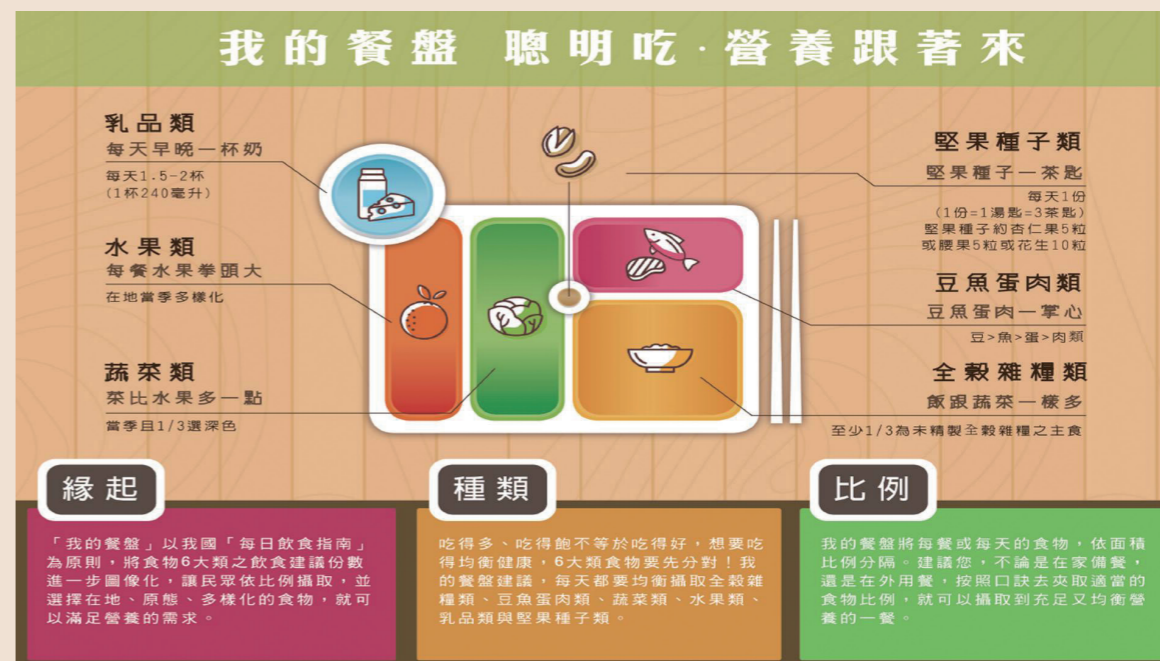 我的餐盤 聰明吃·營養跟著來
乳品類
每天早晚一杯奶
每天1.5-2杯
(1杯240毫升)
水果類
每餐水果拳頭大
在地當季多樣化
蔬菜類
菜比水果多一點
當季且1/3選深色
堅果種子類
堅果種子一茶匙
每天1份
(1份=1湯匙=3茶匙)
堅果種子約杏仁果5粒
或腰果5粒或花生10粒
豆魚蛋肉類
豆魚蛋肉一掌心
豆>魚>蛋>肉類
全穀雜糧類
飯跟蔬菜一樣多
至少1/3為未精製全穀雜糧之主食
緣起
「我的餐盤」以我國「每日飲食指南」
為原則,將食物6大類之飲食建議份數
進一步圖像化,讓民眾依比例攝取,並
選擇在地、原態、多樣化的食物,就可
以滿足營養的需求。
種類
吃得多、吃得飽不等於吃得好,想要吃
得均衡健康,6大類食物要先分對!我
的餐盤建議,每天都要均衡攝取全穀雜
糧類、豆魚蛋肉類、蔬菜類、水果類、
乳品類與堅果種子類。
比例
我的餐盤將每餐或每天的食物,依面積
比例分隔。建議您,不論是在家備餐,
還是在外用餐,按照口訣去夾取適當的
食物比例,就可以攝取到充足又均衡營
養的一餐。